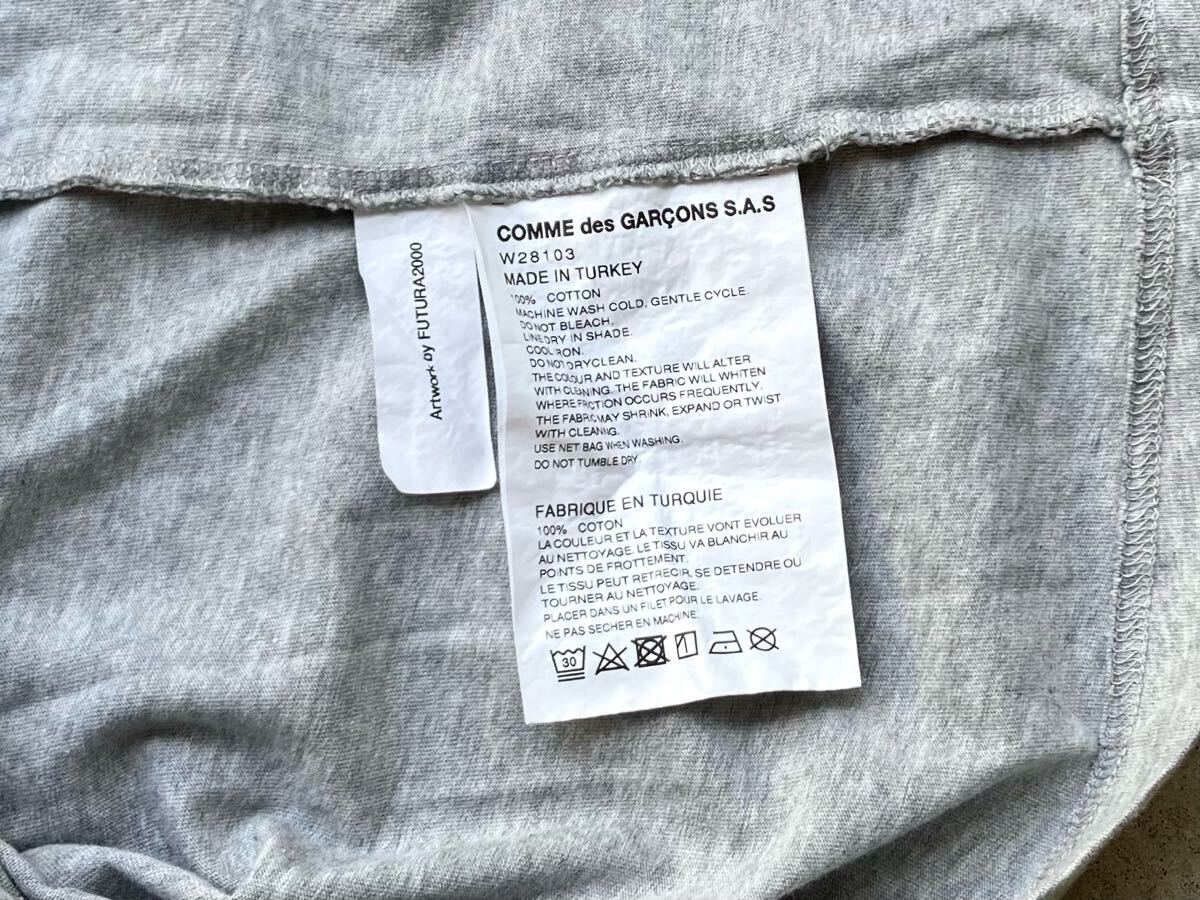 Artwork by FUTURA2000
COMME des GARÇONS S.A.S
W28103
MADE IN TURKEY
100% COTTON
MACHINE WASH COLD, GENTLE CYCLE.
DO NOT BLEACH.
LINE DRY IN SHADE.
COOL IRON.
DO NOT DRYCLEAN.
THE COLOUR AND TEXTURE WILL ALTER
WITH CLEANING. THE FABRIC WILL WHITEN
WHERE FRICTION OCCURS FREQUENTLY.
THE FABRIC MAY SHRINK, EXPAND OR TWIST
WITH CLEANING.
USE NET BAG WHEN WASHING.
DO NOT TUMBLE DRY.
FABRIQUE EN TURQUIE
100% COTON
LA COULEUR ET LA TEXTURE VONT EVOLUER
AU NETTOYAGE. LE TISSU VA BLANCHIR AU
POINTS DE FROTTEMENT.
LE TISSU PEUT RETRECIR, SE DETENDRE OU
TOURNER AU NETTOYAGE.
PLACER DANS UN FILET POUR LE LAVAGE.
NE PAS SECHER EN MACHINE.
30